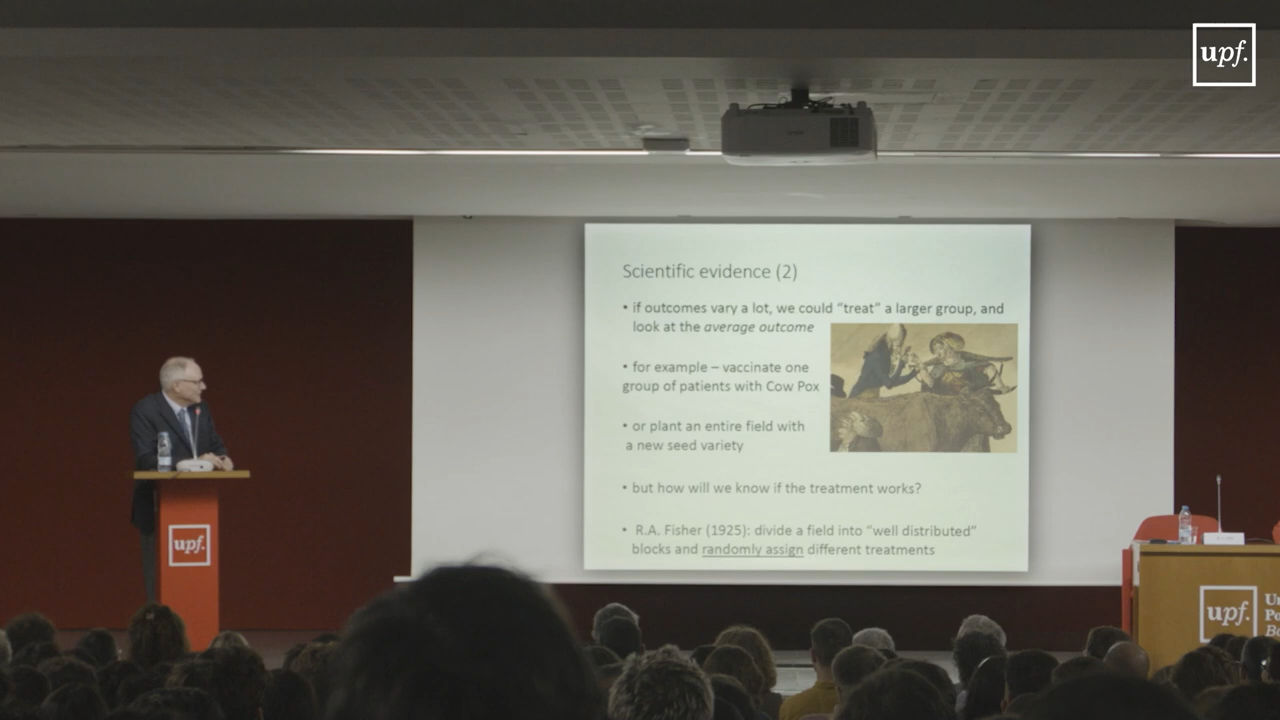 upf.
Scientific evidence (2)
• if outcomes vary a lot, we could “treat” a larger group, and
look at the average outcome
• for example – vaccinate one
group of patients with Cow Pox
• or plant an entire field with
a new seed variety
• but how will we know if the treatment works?
• R.A. Fisher (1925): divide a field into “well distributed”
blocks and randomly assign different treatments
upf.
upf.